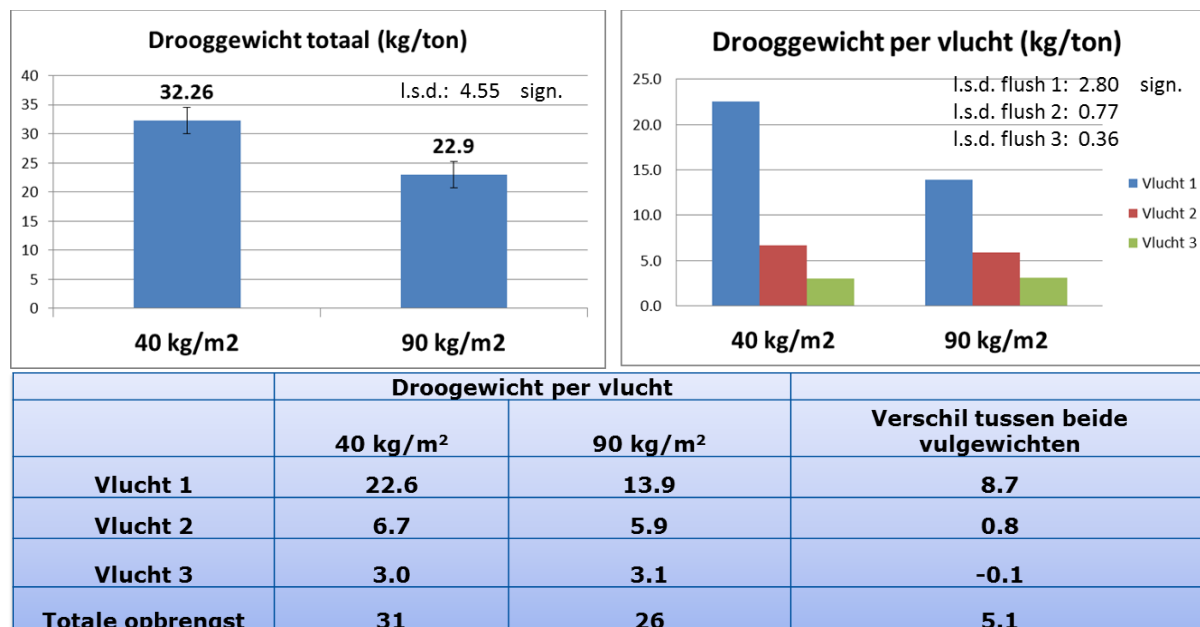 Drooggewicht totaal (kg/ton)
l.s.d.: 4.55 sign.
40
35
30
25
20
15
10
5
0
32.26
22.9
40 kg/m2
90 kg/m2
Drooggewicht per vlucht (kg/ton)
l.s.d. flush 1: 2.80 sign.
l.s.d. flush 2: 0.77
l.s.d. flush 3: 0.36
25.0
20.0
15.0
10.0
5.0
0.0
Vlucht 1
Vlucht 2
Vlucht 3
40 kg/m2
90 kg/m2
Droogewicht per vlucht
40 kg/m² 90 kg/m² Verschil tussen beide
vulgewichten
Vlucht 1 22.6 13.9 8.7
Vlucht 2 6.7 5.9 0.8
Vlucht 3 3.0 3.1 -0.1
Totale opbrengst 31 26 5.1